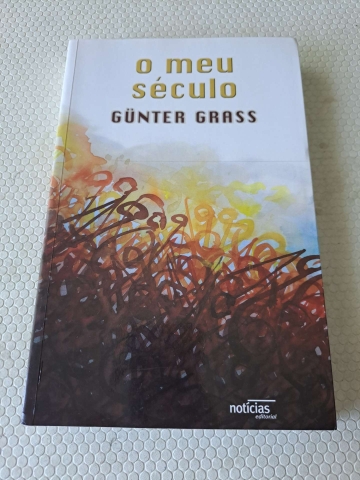 o meu
século
GÜNTER GRASS
notícias
editorial